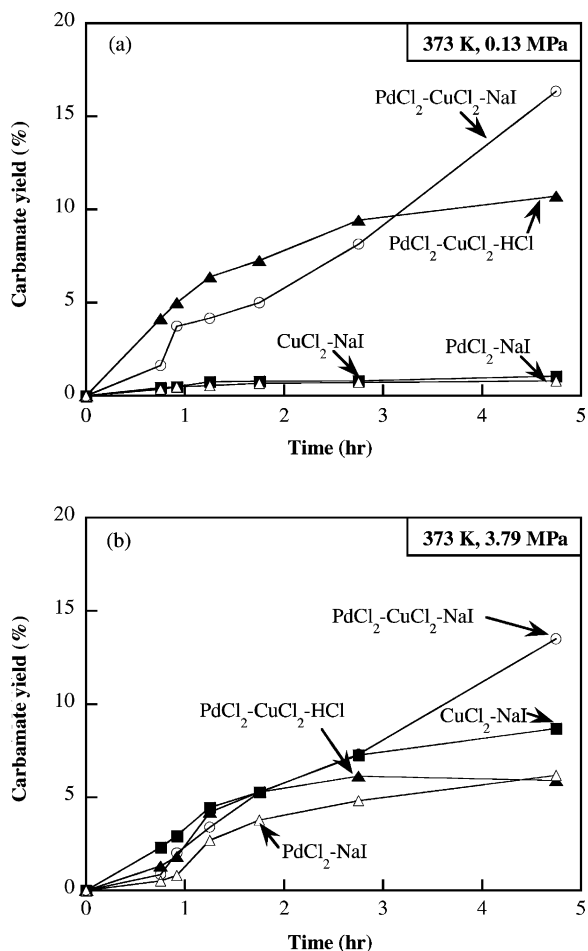 (a)
373 K, 0.13 MPa
20
15
10
5
0
Carbamate yield (%)
PdCl₂-CuCl₂-NaI
PdCl₂-CuCl₂-HCl
CuCl₂-NaI
PdCl₂-NaI
0 1 2 3 4 5
Time (hr)
(b)
373 K, 3.79 MPa
20
15
10
5
0
Carbamate yield (%)
PdCl₂-CuCl₂-NaI
PdCl₂-CuCl₂-HCl
CuCl₂-NaI
PdCl₂-NaI
0 1 2 3 4 5
Time (hr)